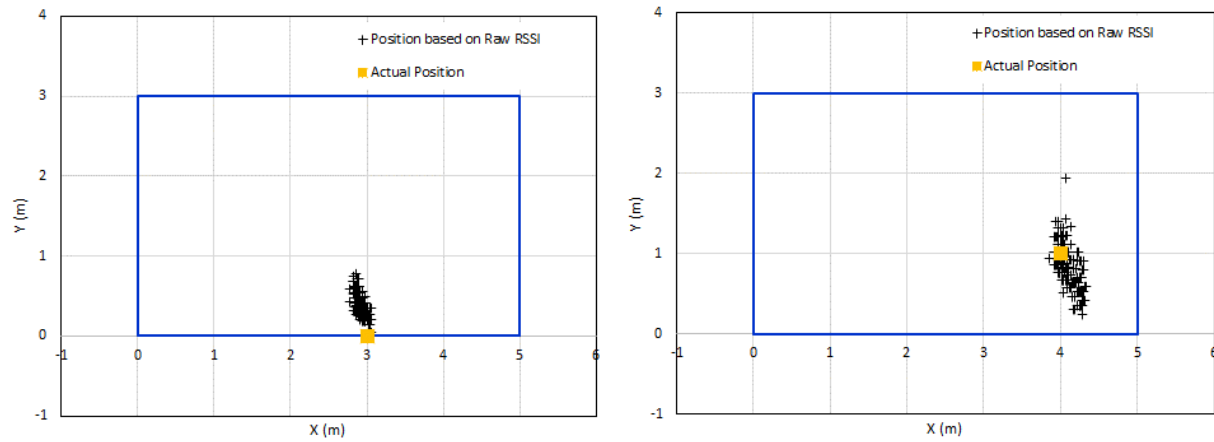 4
Position based on Raw RSSI
Actual Position
3
2
Y (m)
1
0
-1 0 1 2 3 4 5 6
-1
X (m)
4
Position based on Raw RSSI
Actual Position
3
2
Y (m)
1
0
-1 0 1 2 3 4 5 6
-1
X (m)